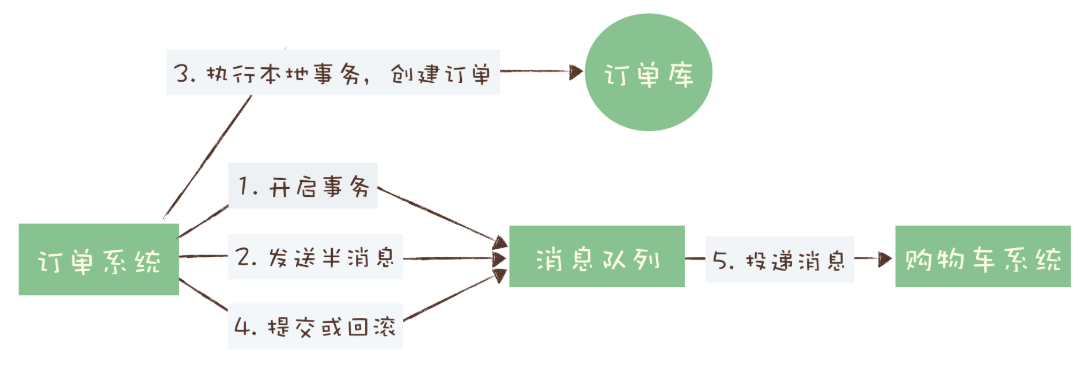 3. 执行本地事务，创建订单
订单库
1. 开启事务
订单系统
2. 发送半消息
消息队列
5. 投递消息
购物车系统
4. 提交或回滚